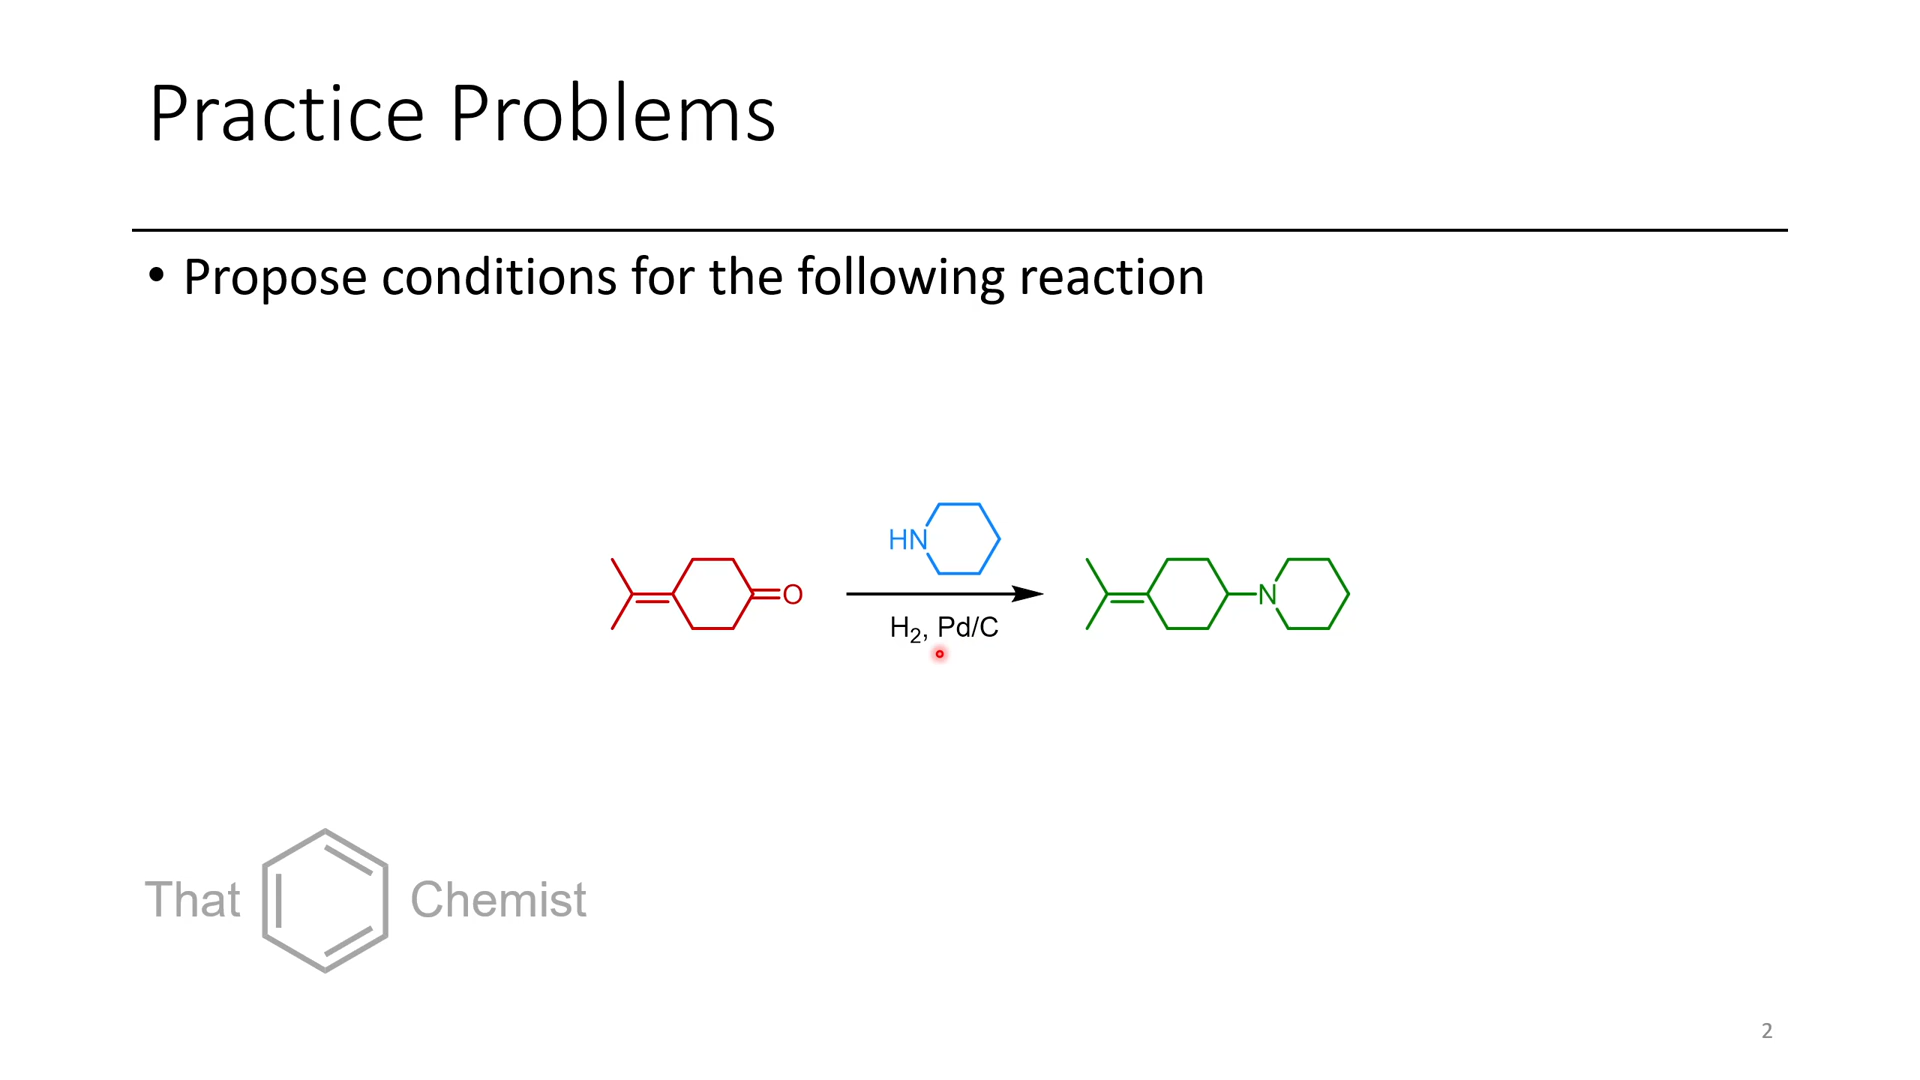 Practice Problems
• Propose conditions for the following reaction
HN
O
N
H₂, Pd/C
That Chemist
2